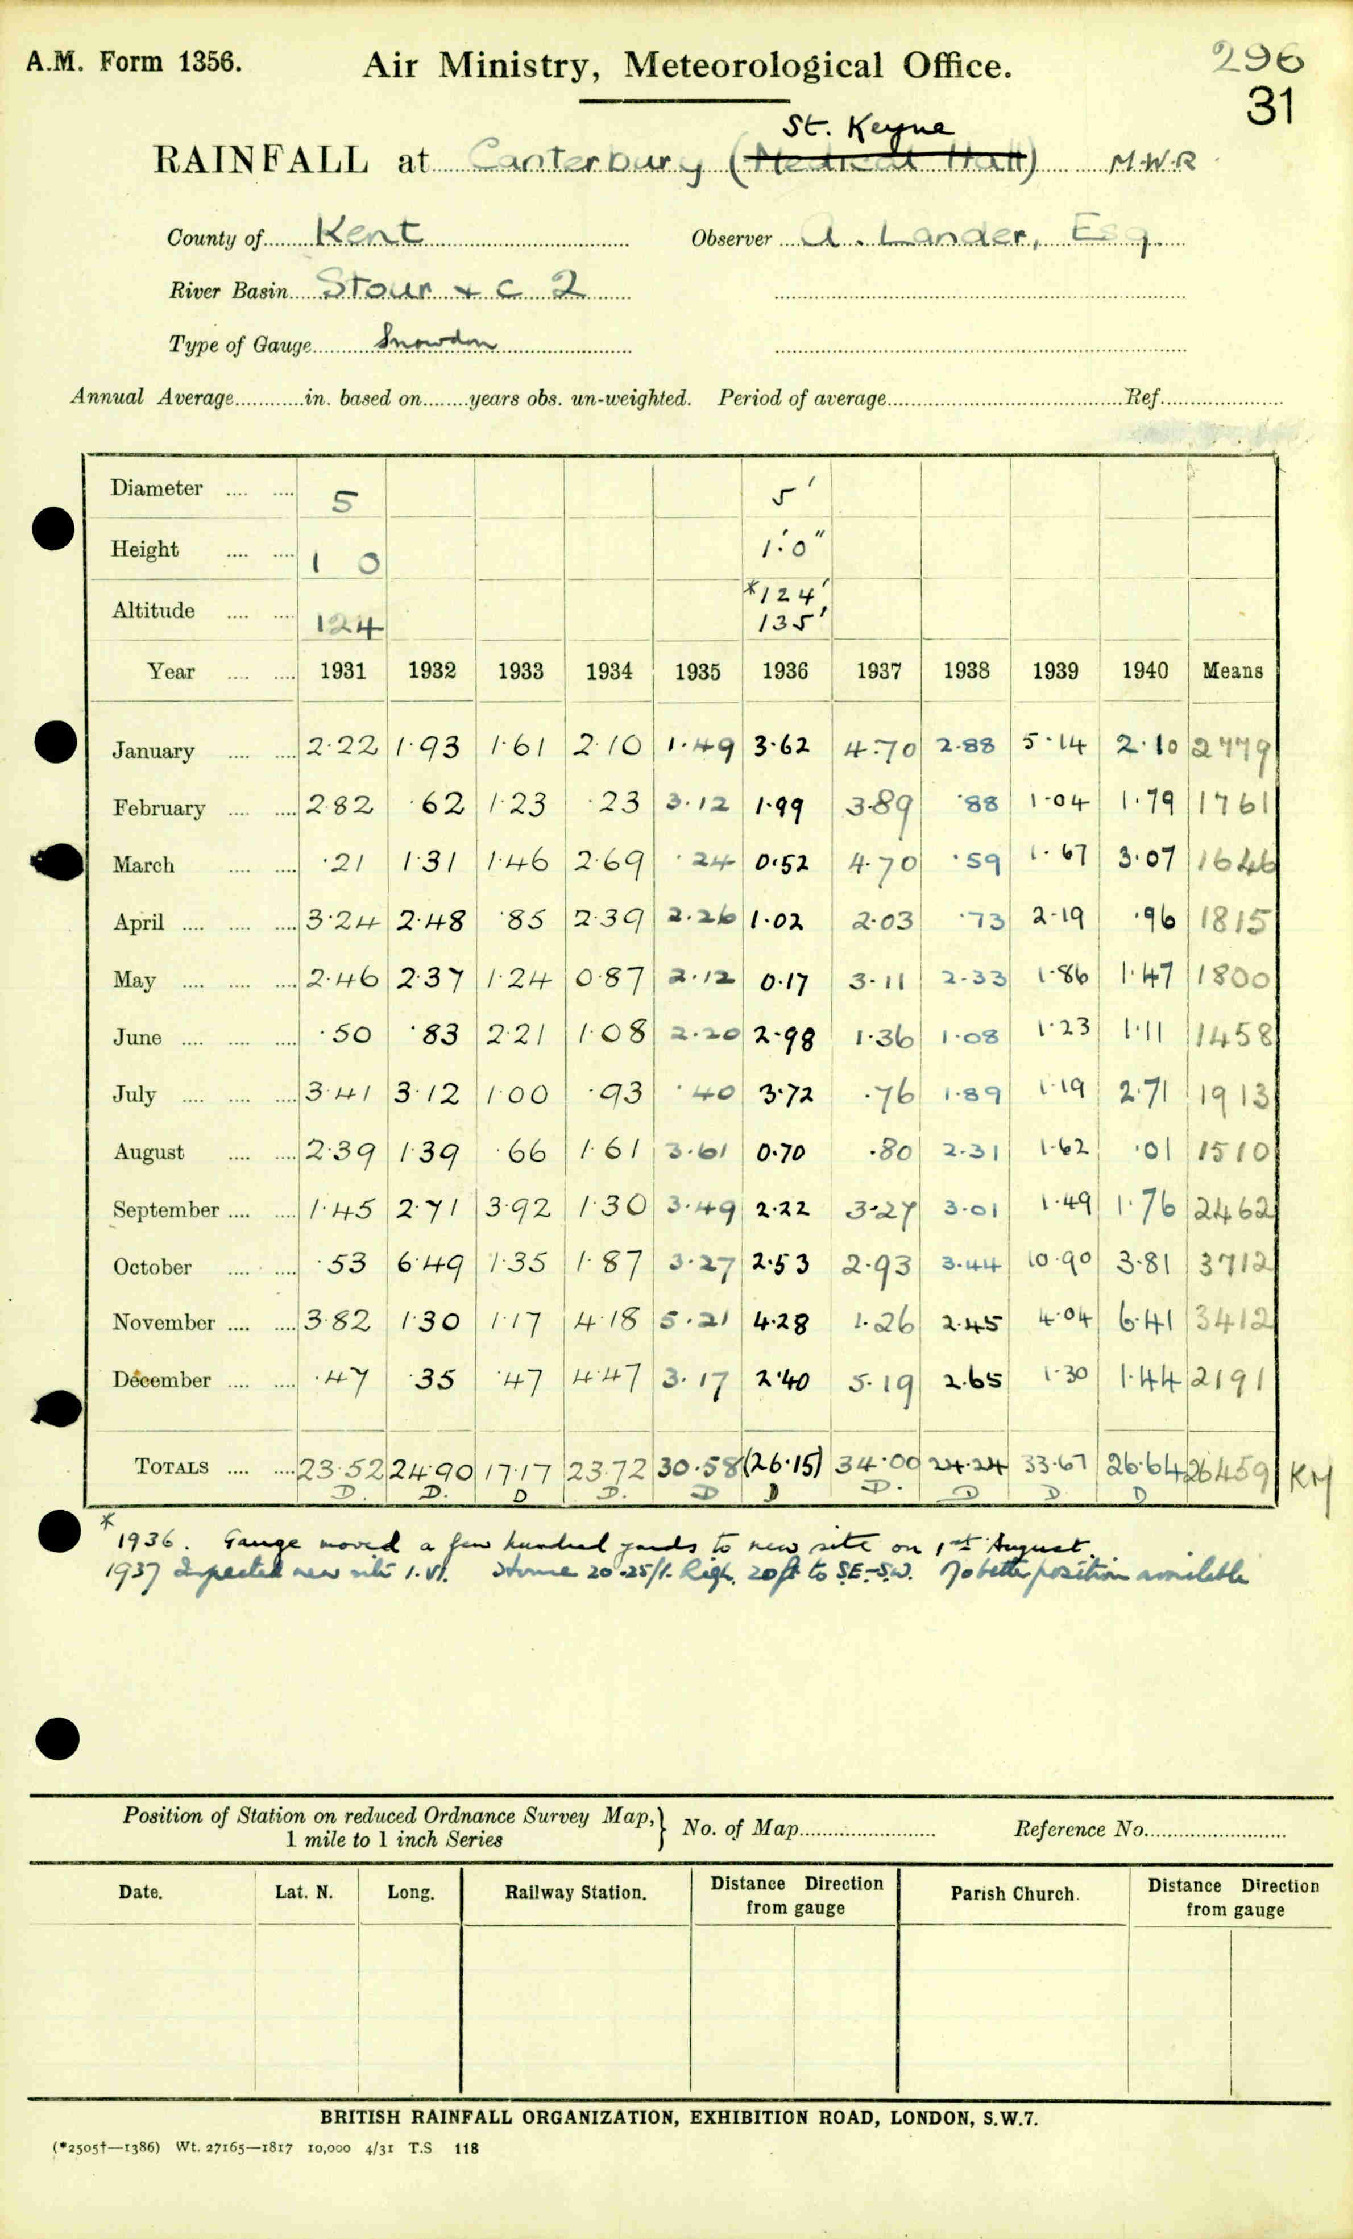 A.M. Form 1356.
Air Ministry, Meteorological Office.
296
31
St. Keyne
RAINFALL at Canterbury (Medical Hall) M.W.R
County of Kent Observer A. Lander, Esq.
River Basin Stour & c 2
Type of Gauge Snowdon
Annual Average............in. based on........years obs. un-weighted. Period of average........................Ref.....................
Diameter .... .... 5 5'
Height .... .... 1 0 1'.0"
Altitude .... .... 124 *124' 135'
Year .... .... 1931 1932 1933 1934 1935 1936 1937 1938 1939 1940 Means
January .... .... 2.22 1.93 1.61 2.10 1.49 3.62 4.70 2.88 5.14 2.10 2779
February .... .... 2.82 .62 1.23 .23 3.12 1.99 3.89 .88 1.04 1.79 1761
March .... .... .21 1.31 1.46 2.69 .24 0.52 4.70 .59 1.67 3.07 1646
April .... .... .... 3.24 2.48 .85 2.39 2.26 1.02 2.03 .73 2.19 .96 1815
May .... .... .... 2.46 2.37 1.24 0.87 2.12 0.17 3.11 2.33 1.86 1.47 1800
June .... .... .... .50 .83 2.21 1.08 2.20 2.98 1.36 1.08 1.23 1.11 1458
July .... .... .... 3.41 3.12 1.00 .93 .40 3.72 .76 1.89 1.19 2.71 1913
August .... .... 2.39 1.39 .66 1.61 3.61 0.70 .80 2.31 1.62 .01 1510
September .... .... 1.45 2.71 3.92 1.30 3.49 2.22 3.27 3.01 1.49 1.76 2462
October .... .... .53 6.49 1.35 1.87 3.27 2.53 2.93 3.44 10.90 3.81 3712
November .... .... 3.82 1.30 1.17 4.18 5.21 4.28 1.26 2.45 4.04 6.41 3412
December .... .... .47 .35 .47 4.47 3.17 2.40 5.19 2.65 1.30 1.44 2191
TOTALS .... .... 23.52 24.90 17.17 23.72 30.58 (26.15) 34.00 24.24 33.67 26.64 26459 KM
D. D. D D. D D D. D D D
* 1936. Gauge moved a few hundred yards to new site on 1st August.
1937 Inspected new site 1.VI. House 20-25ft. high, 20ft to S.E-S.W. No better position available
Position of Station on reduced Ordnance Survey Map,} No. of Map........................ Reference No.........................
1 mile to 1 inch Series
Date. Lat. N. Long. Railway Station. Distance Direction from gauge Parish Church. Distance Direction from gauge
BRITISH RAINFALL ORGANIZATION, EXHIBITION ROAD, LONDON, S.W.7.
(*2505†—1386) Wt. 27165—1817 10,000 4/31 T.S 118